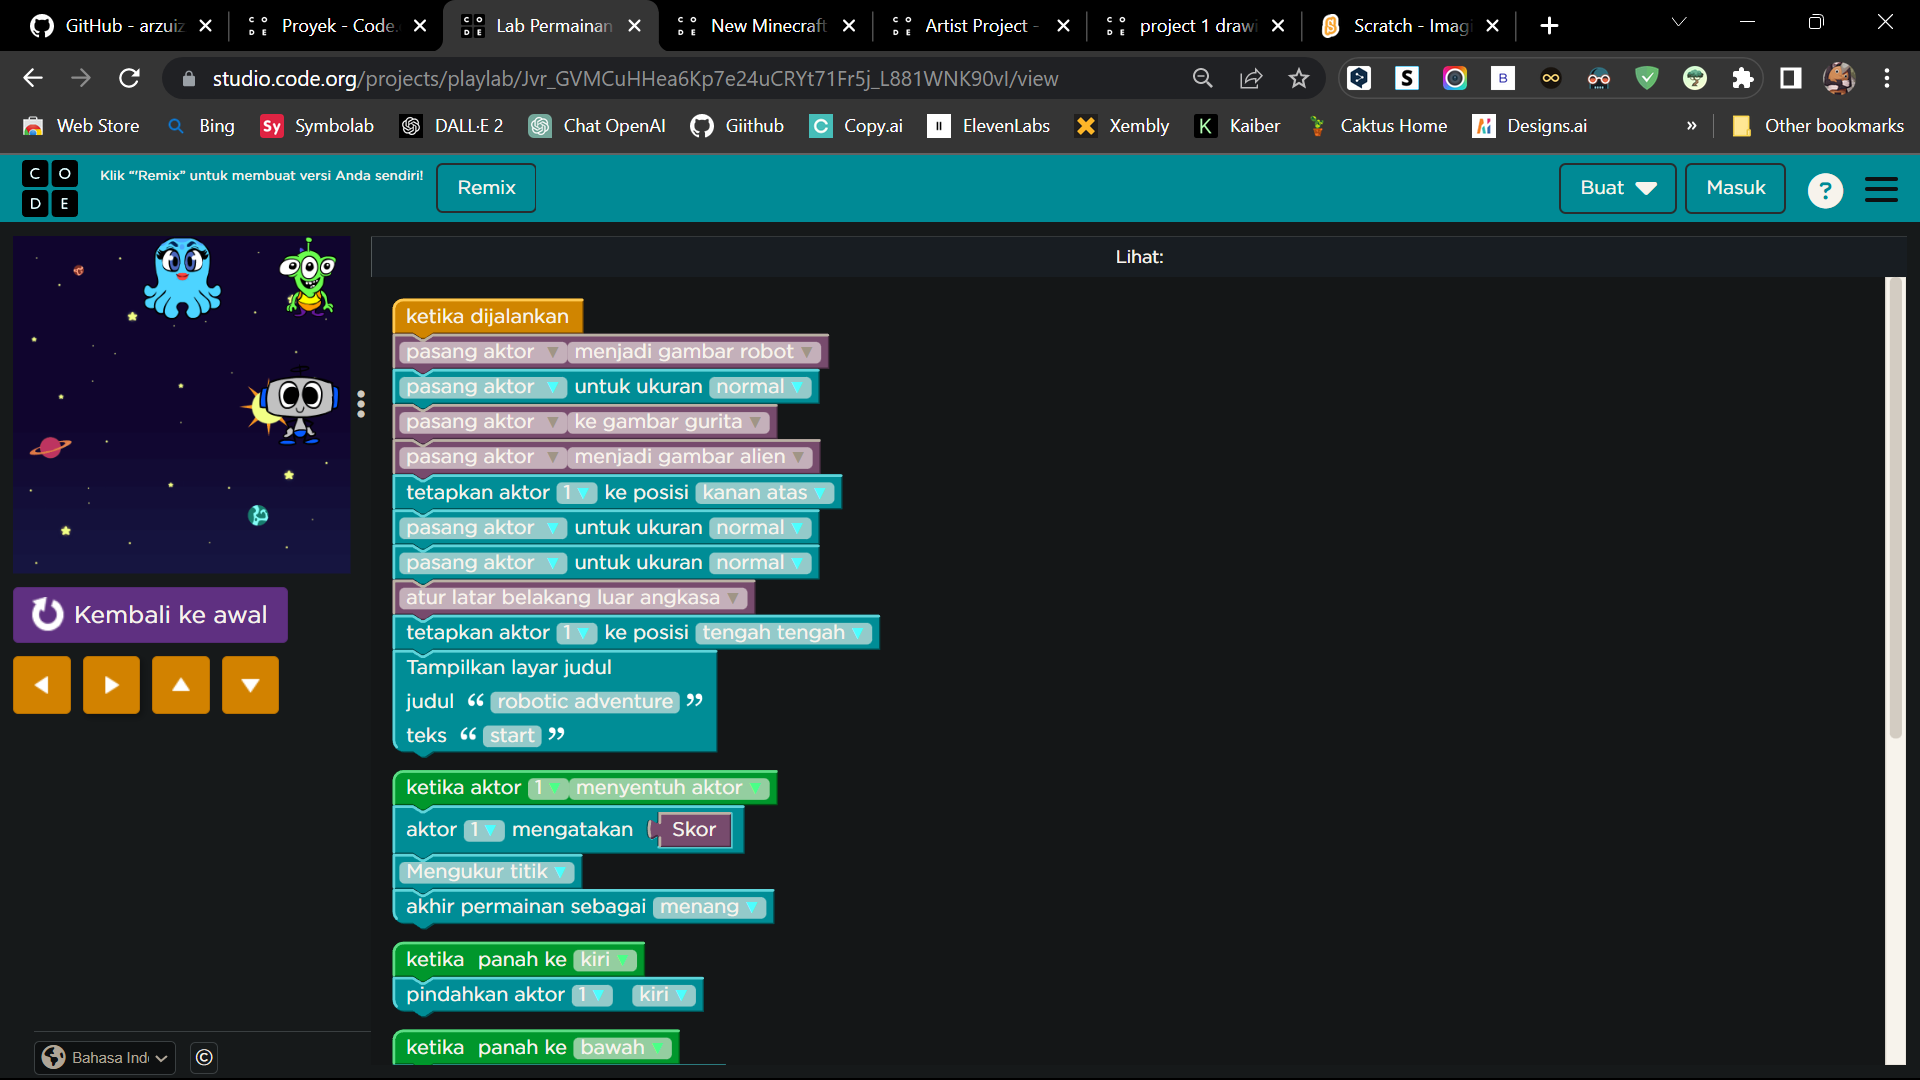 GitHub - arzuiz
Proyek - Code.
Lab Permainan
New Minecraft
Artist Project -
project 1 drawi
Scratch - Imagi
studio.code.org/projects/playlab/Jvr_GVMCuHHea6Kp7e24uCRYt71Fr5j_L881WNK90vI/view
Web Store
Bing
Sy Symbolab
DALL·E 2
Chat OpenAI
Giithub
C Copy.ai
ElevenLabs
Xembly
K Kaiber
Caktus Home
Designs.ai
»
Other bookmarks
C O D E
Klik “'Remix” untuk membuat versi Anda sendiri!
Remix
Buat
Masuk
?
Lihat:
ketika dijalankan
pasang aktor menjadi gambar robot
pasang aktor untuk ukuran normal
pasang aktor ke gambar gurita
pasang aktor menjadi gambar alien
tetapkan aktor 1 ke posisi kanan atas
pasang aktor untuk ukuran normal
pasang aktor untuk ukuran normal
atur latar belakang luar angkasa
tetapkan aktor 1 ke posisi tengah tengah
Tampilkan layar judul
judul “ robotic adventure ”
teks “ start ”
ketika aktor 1 menyentuh aktor
aktor 1 mengatakan Skor
Mengukur titik
akhir permainan sebagai menang
ketika panah ke kiri
pindahkan aktor 1 kiri
ketika panah ke bawah
Kembali ke awal
Bahasa Ind
©